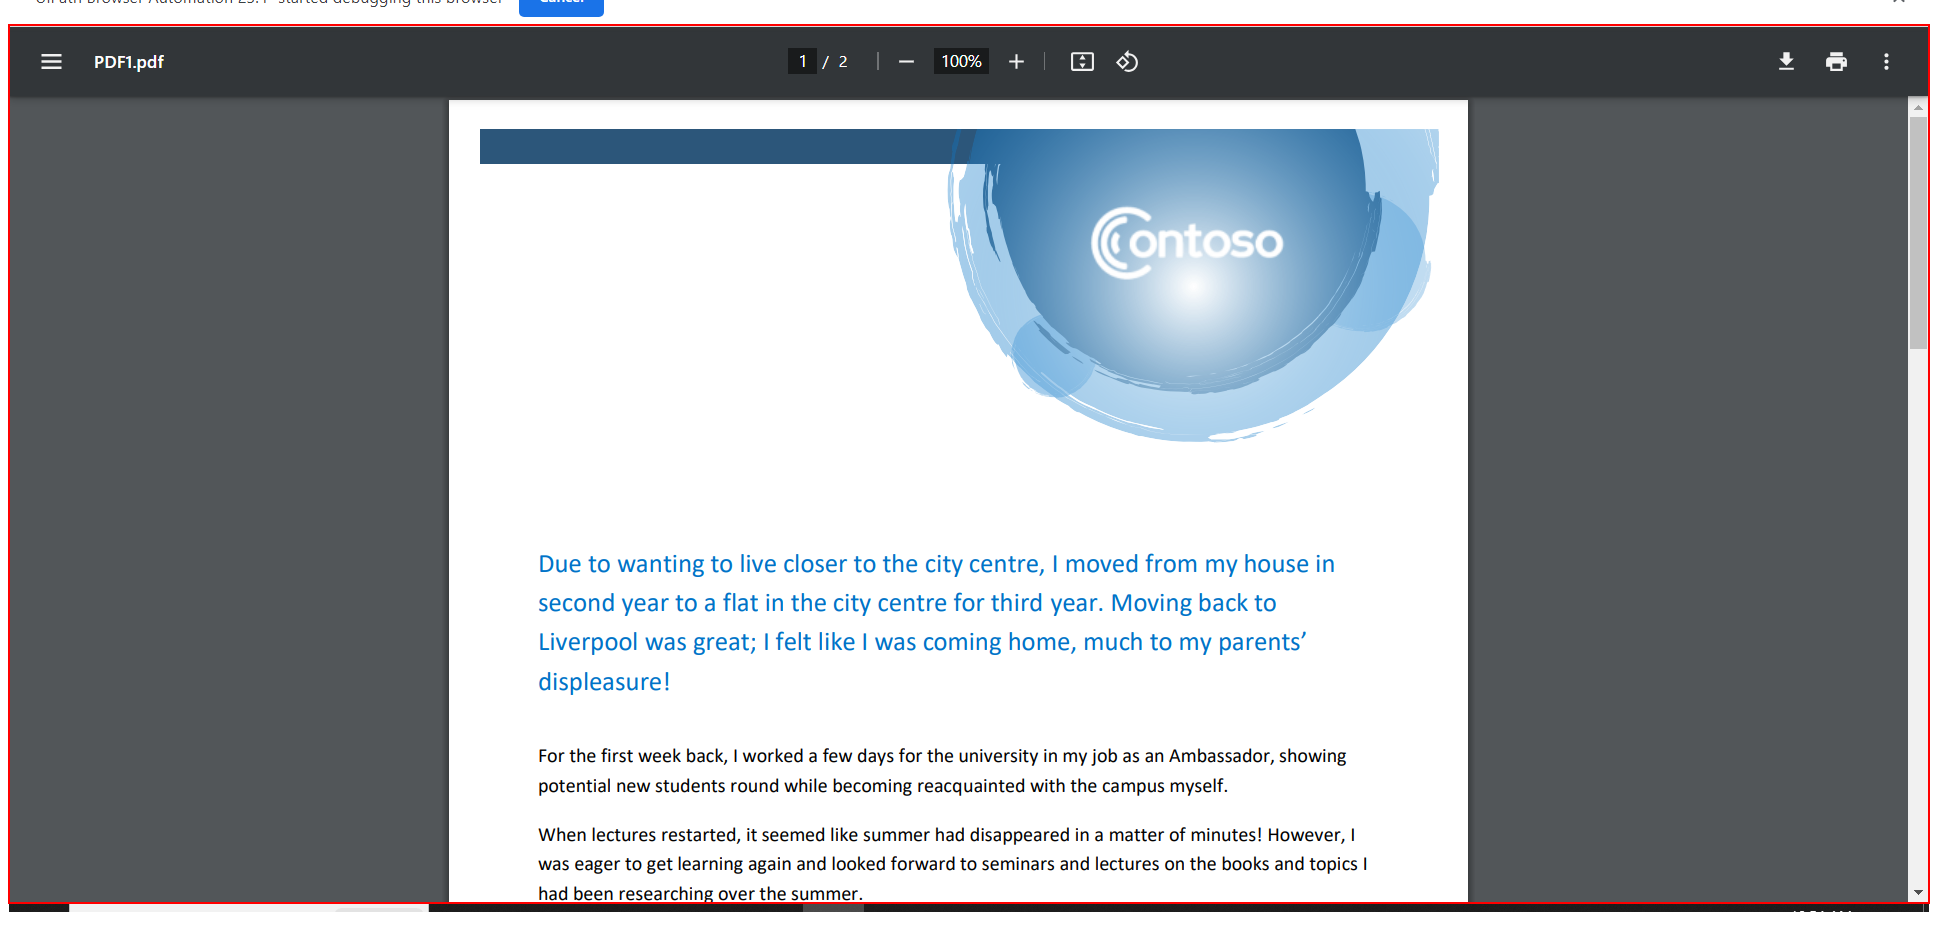 UiPath Browser Automation 23.4" started debugging this browser Cancel
PDF1.pdf 1 / 2 100%
Contoso
Due to wanting to live closer to the city centre, I moved from my house in
second year to a flat in the city centre for third year. Moving back to
Liverpool was great; I felt like I was coming home, much to my parents’
displeasure!
For the first week back, I worked a few days for the university in my job as an Ambassador, showing
potential new students round while becoming reacquainted with the campus myself.
When lectures restarted, it seemed like summer had disappeared in a matter of minutes! However, I
was eager to get learning again and looked forward to seminars and lectures on the books and topics I
had been researching over the summer.